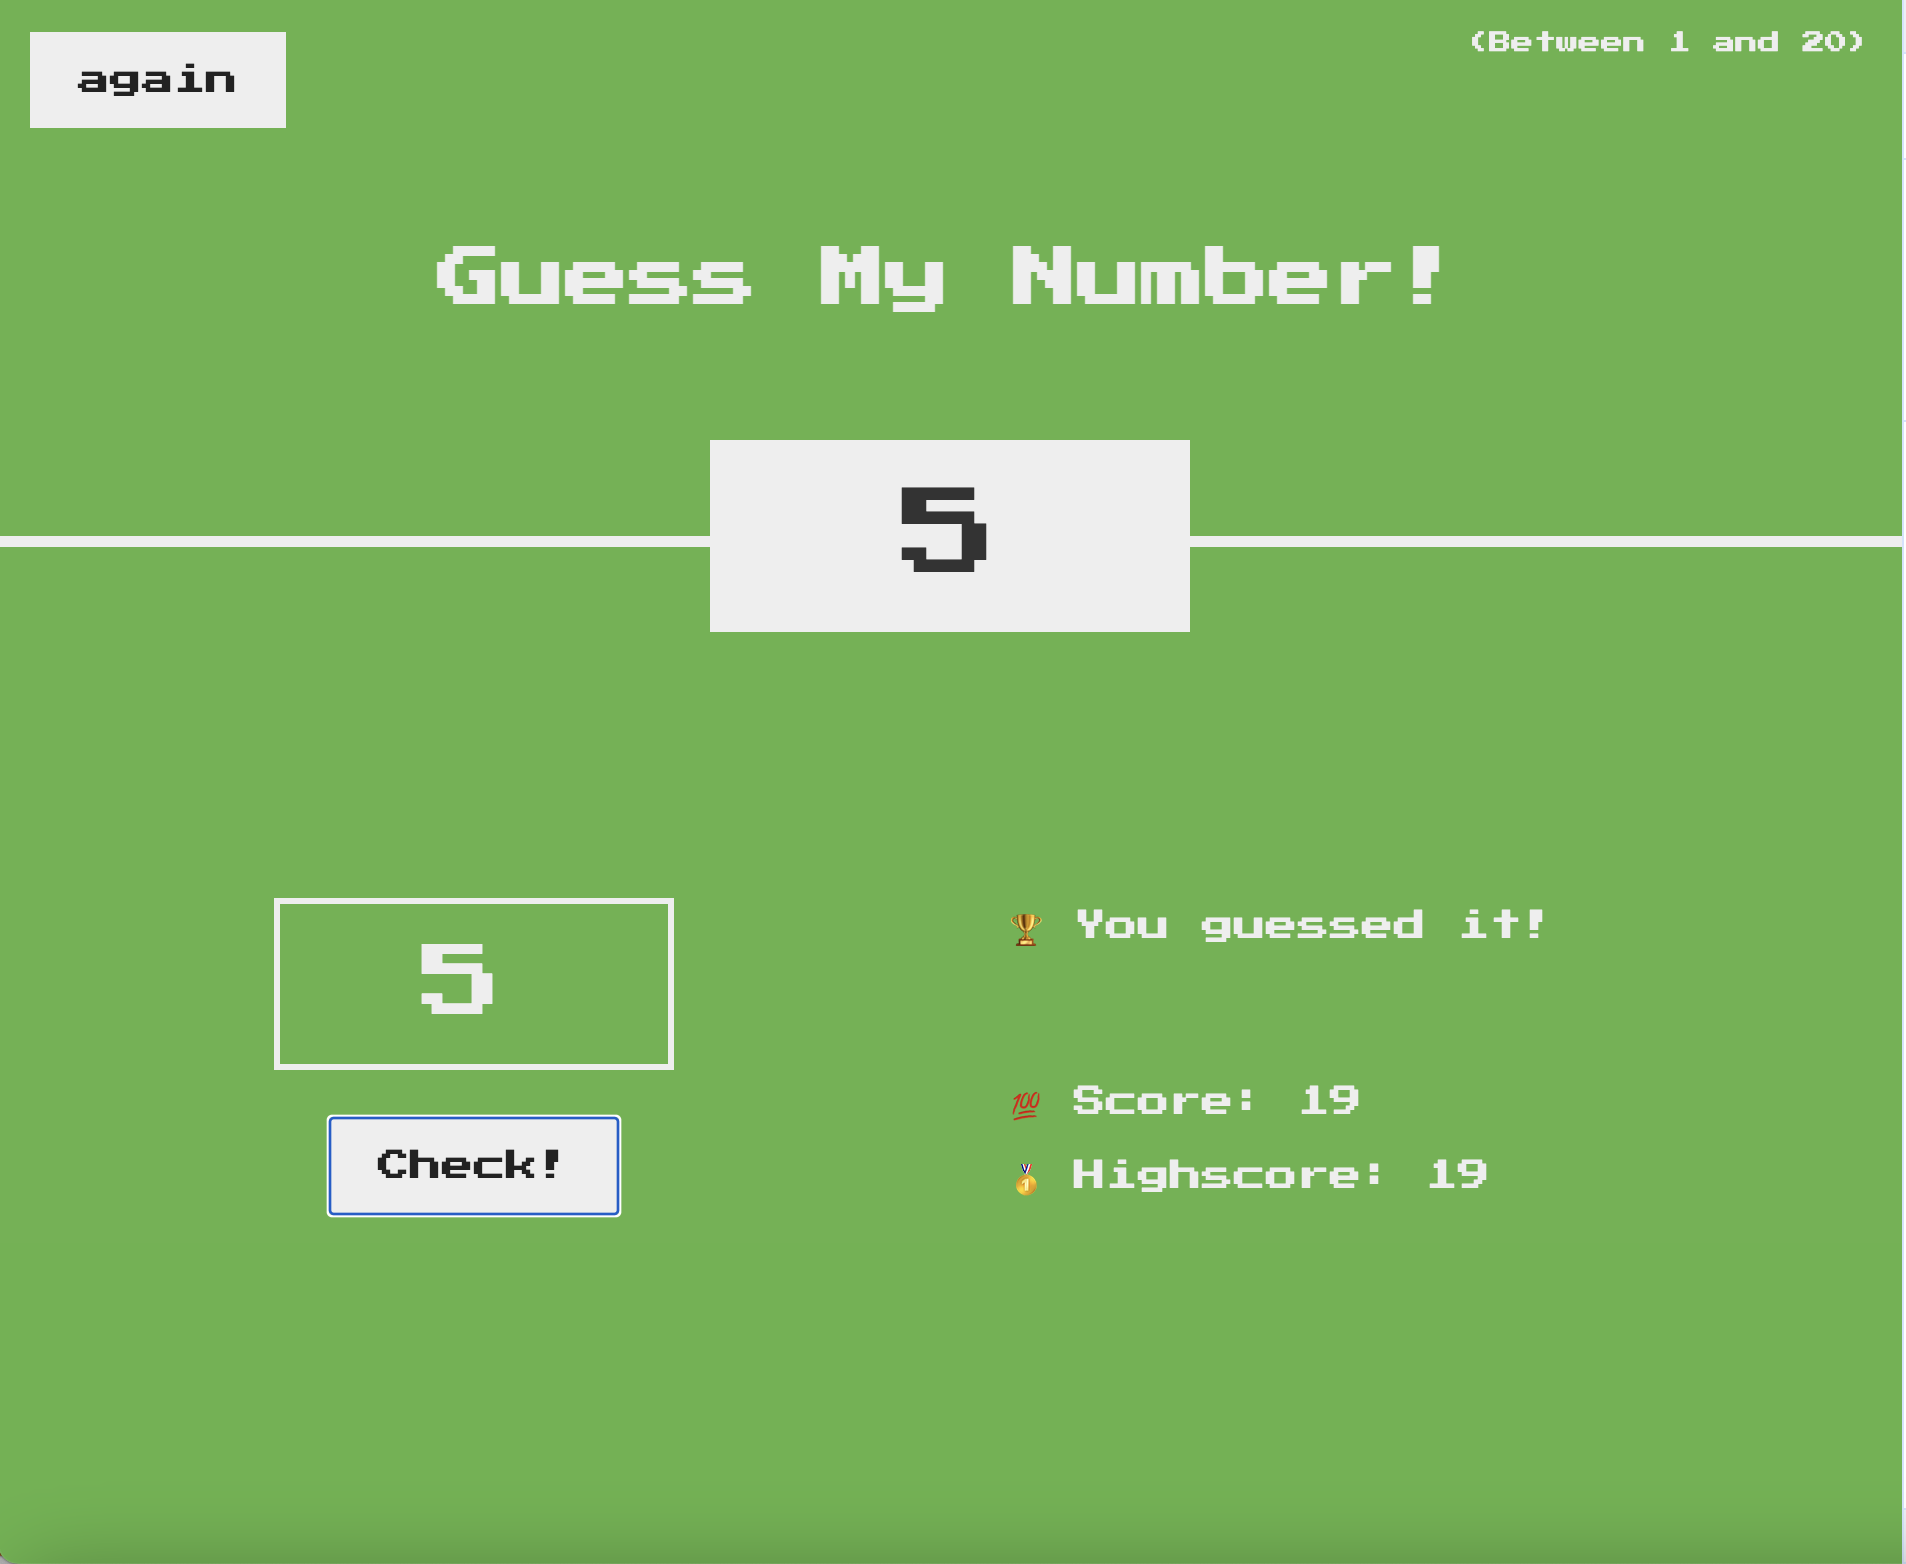 again
(Between 1 and 20)
Guess My Number!
5
5
Check!
🏆 You guessed it!
💯 Score: 19
🥇 Highscore: 19